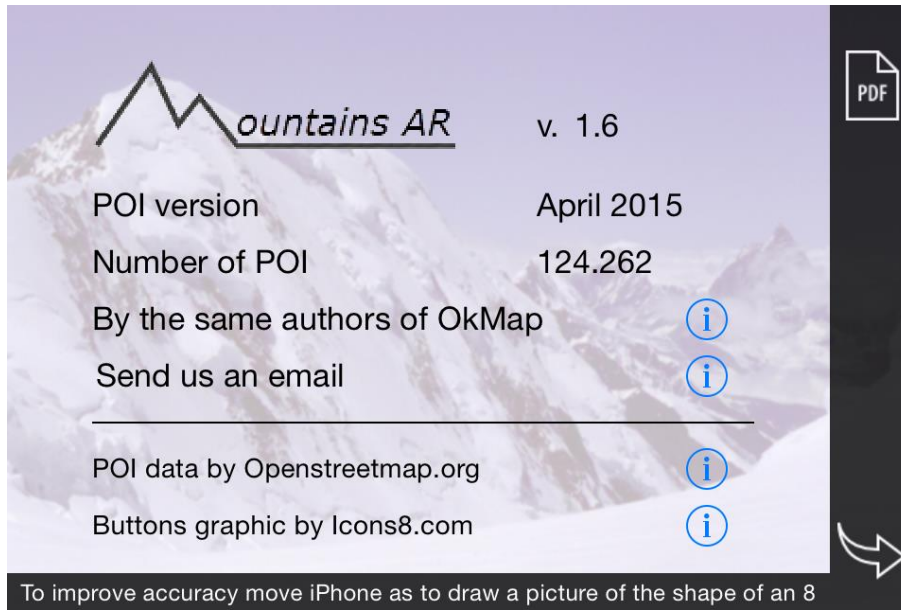 ountains AR
v. 1.6
PDF
POI version April 2015
Number of POI 124.262
By the same authors of OkMap i
Send us an email i
POI data by Openstreetmap.org i
Buttons graphic by Icons8.com i
To improve accuracy move iPhone as to draw a picture of the shape of an 8